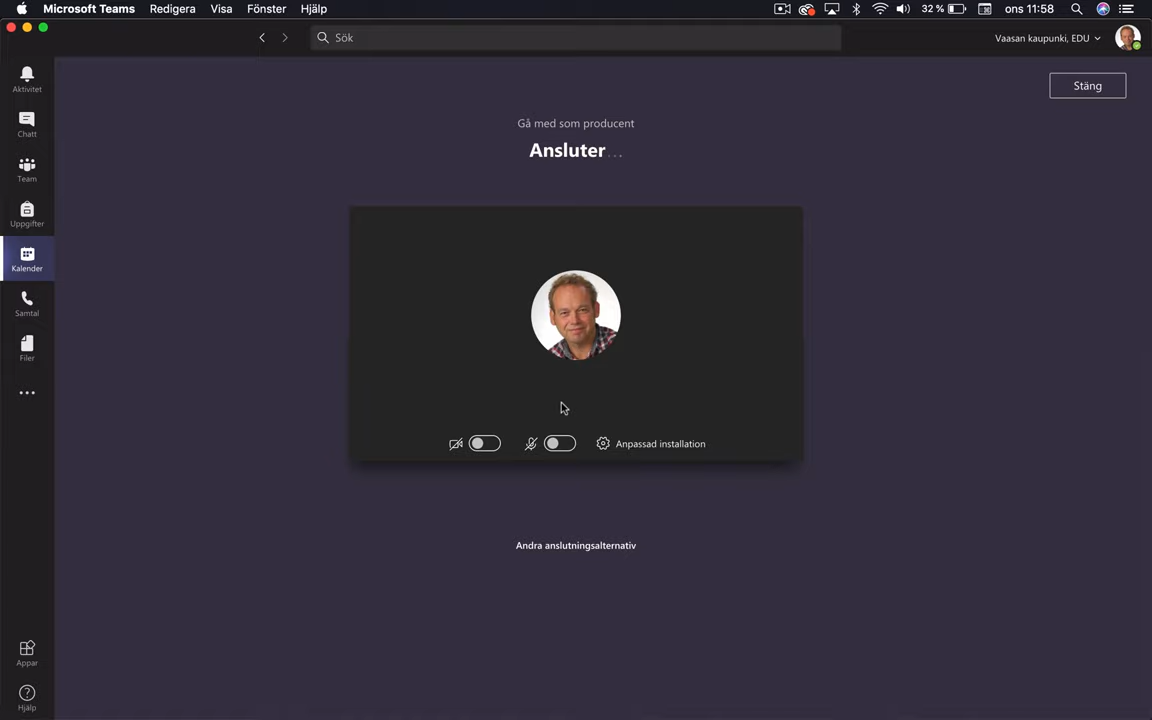 Microsoft Teams Redigera Visa Fönster Hjälp 32 % ons 11:58
Sök
Vaasan kaupunki, EDU
Aktivitet
Chatt
Team
Uppgifter
Kalender
Samtal
Filer
Appar
Hjälp
Stäng
Gå med som producent
Ansluter...
Anpassad installation
Andra anslutningsalternativ